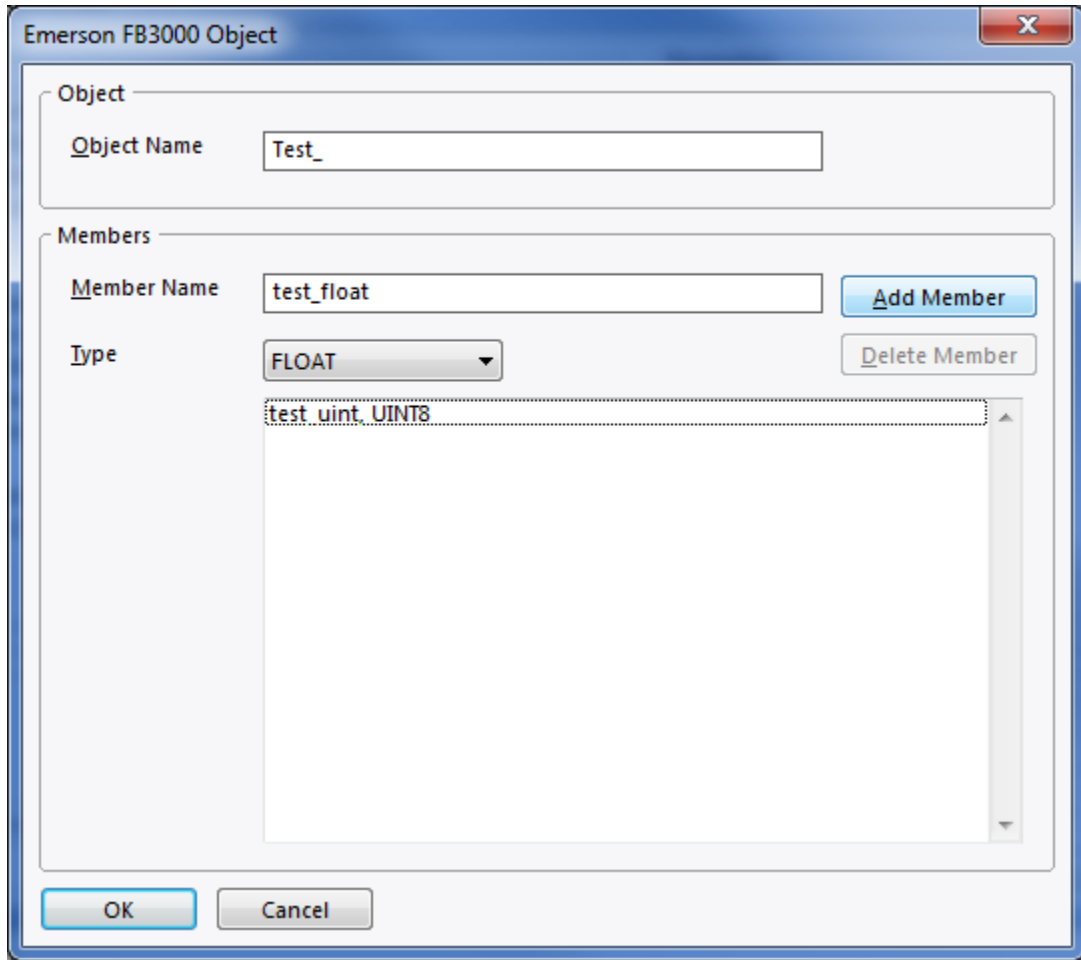 Emerson FB3000 Object
X
Object
Object Name
Test_
Members
Member Name
test_float
Add Member
Type
FLOAT
Delete Member
test_uint, UINT8
OK
Cancel